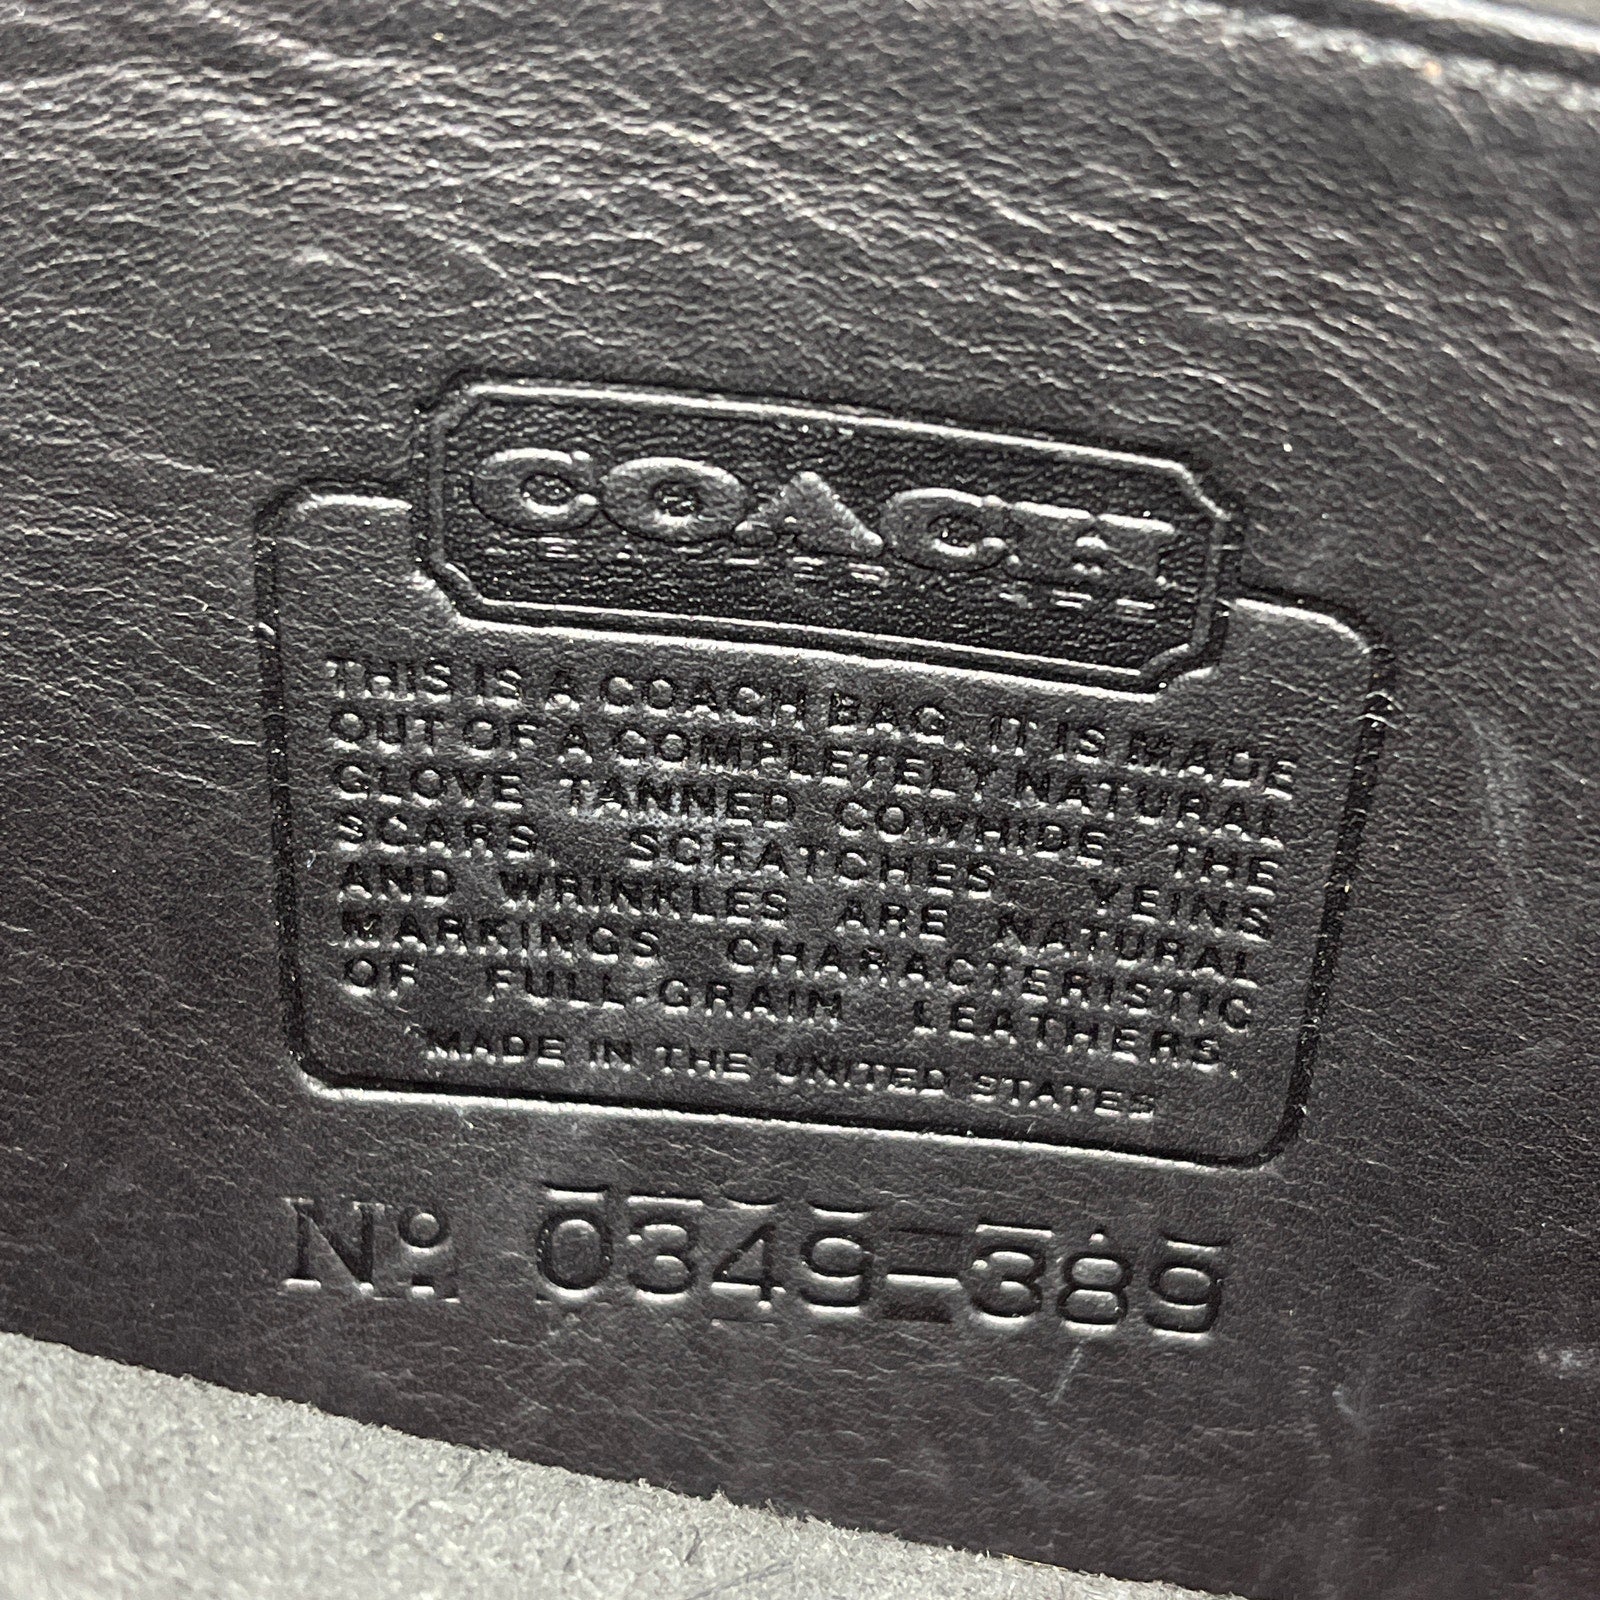 COACH
THIS IS A COACH BAG. IT IS MADE
OUT OF A COMPLETELY NATURAL
GLOVE TANNED COWHIDE. THE
SCARS, SCRATCHES, VEINS
AND WRINKLES ARE NATURAL
MARKINGS CHARACTERISTIC
OF FULL-GRAIN LEATHERS.
MADE IN THE UNITED STATES
No 0349-389